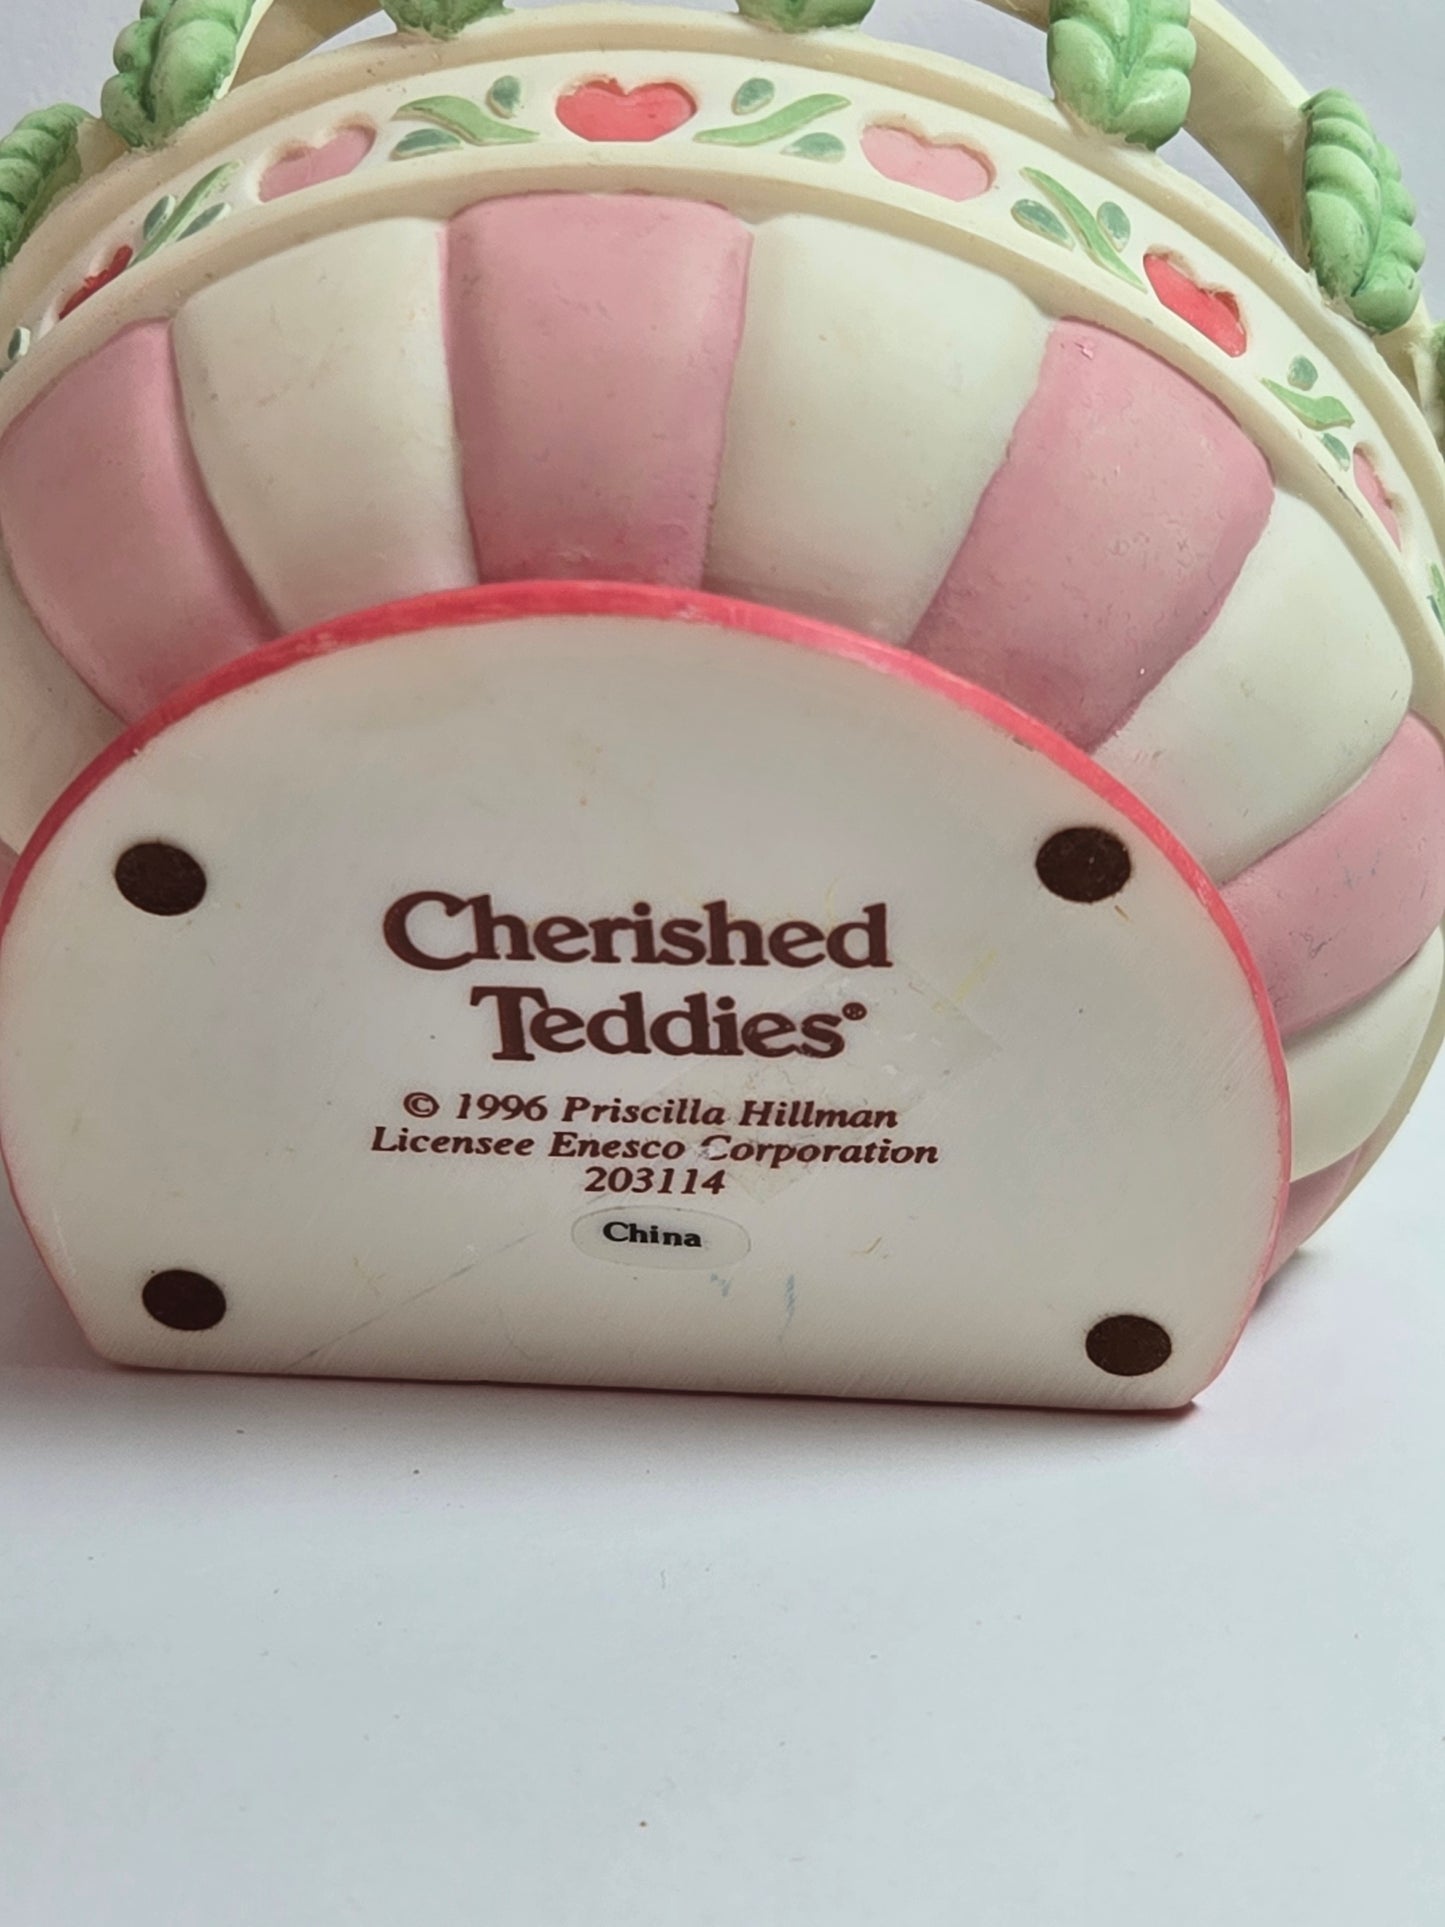 Cherished
Teddies®
© 1996 Priscilla Hillman
Licensee Enesco Corporation
203114
China